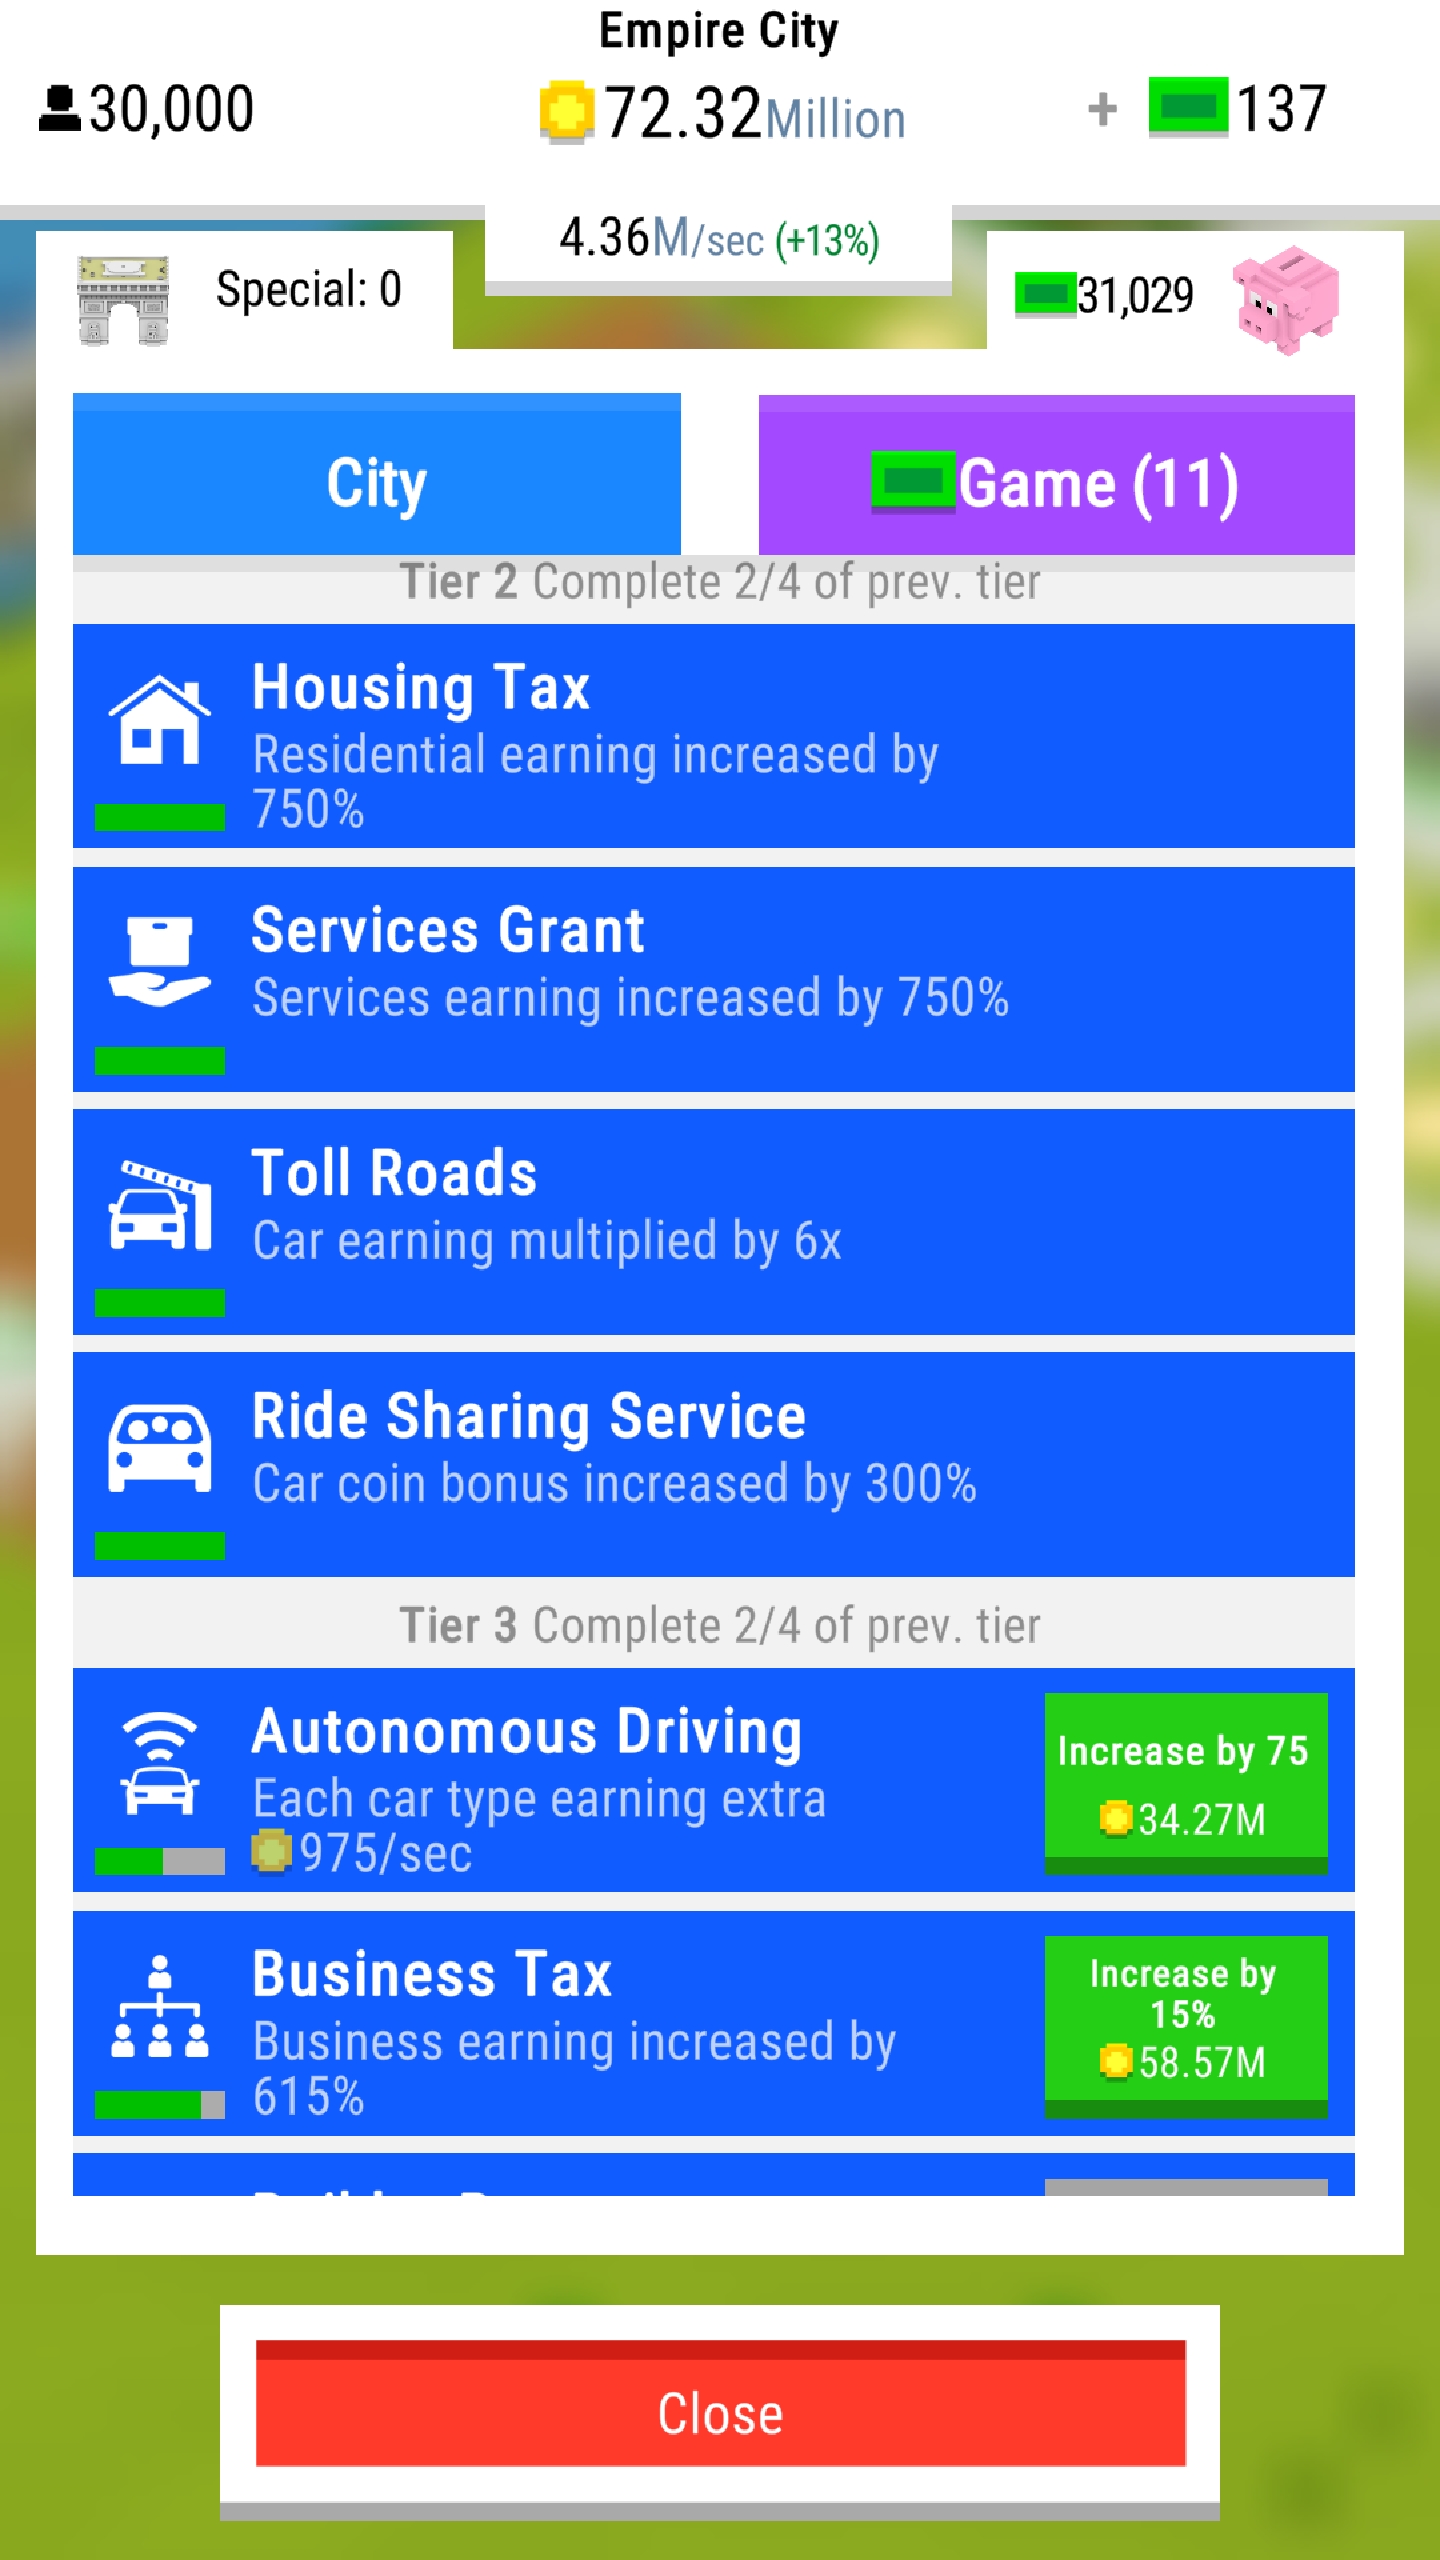 Empire City
30,000
72.32Million
+ 137
4.36M/sec (+13%)
Special: 0
31,029
City
Game (11)
Tier 2 Complete 2/4 of prev. tier
Housing Tax
Residential earning increased by
750%
Services Grant
Services earning increased by 750%
Toll Roads
Car earning multiplied by 6x
Ride Sharing Service
Car coin bonus increased by 300%
Tier 3 Complete 2/4 of prev. tier
Autonomous Driving
Each car type earning extra
975/sec
Increase by 75
34.27M
Business Tax
Business earning increased by
615%
Increase by
15%
58.57M
Close